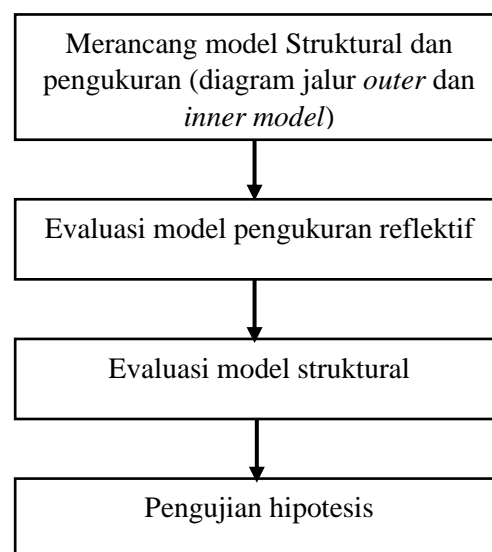 Merancang model Struktural dan
pengukuran (diagram jalur outer dan
inner model)
Evaluasi model pengukuran reflektif
Evaluasi model struktural
Pengujian hipotesis